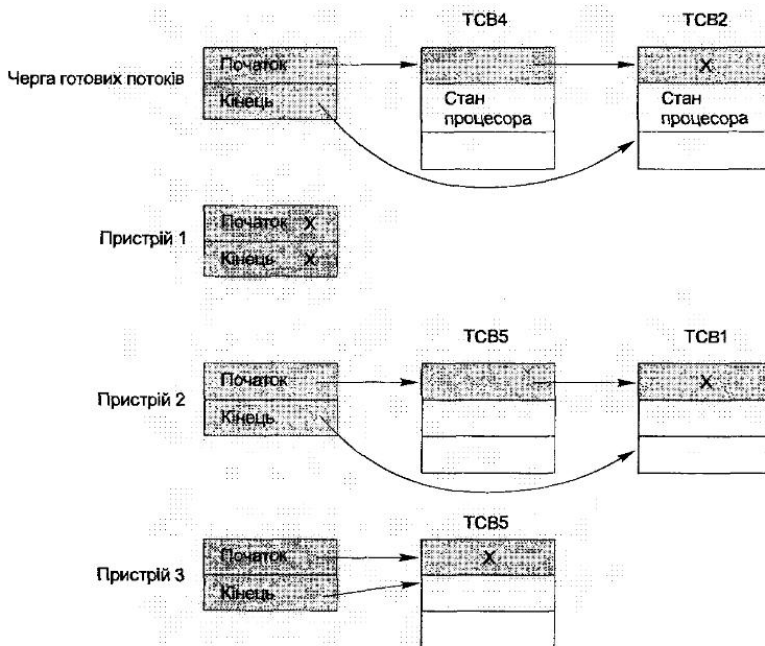 TCB4 TCB2
Черга готових потоків
Початок
X
Кінець
Стан процесора
Стан процесора
Пристрій 1
Початок X
Кінець X
TCB5 TCB1
Пристрій 2
Початок
X
Кінець
TCB5
Пристрій 3
Початок
X
Кінець